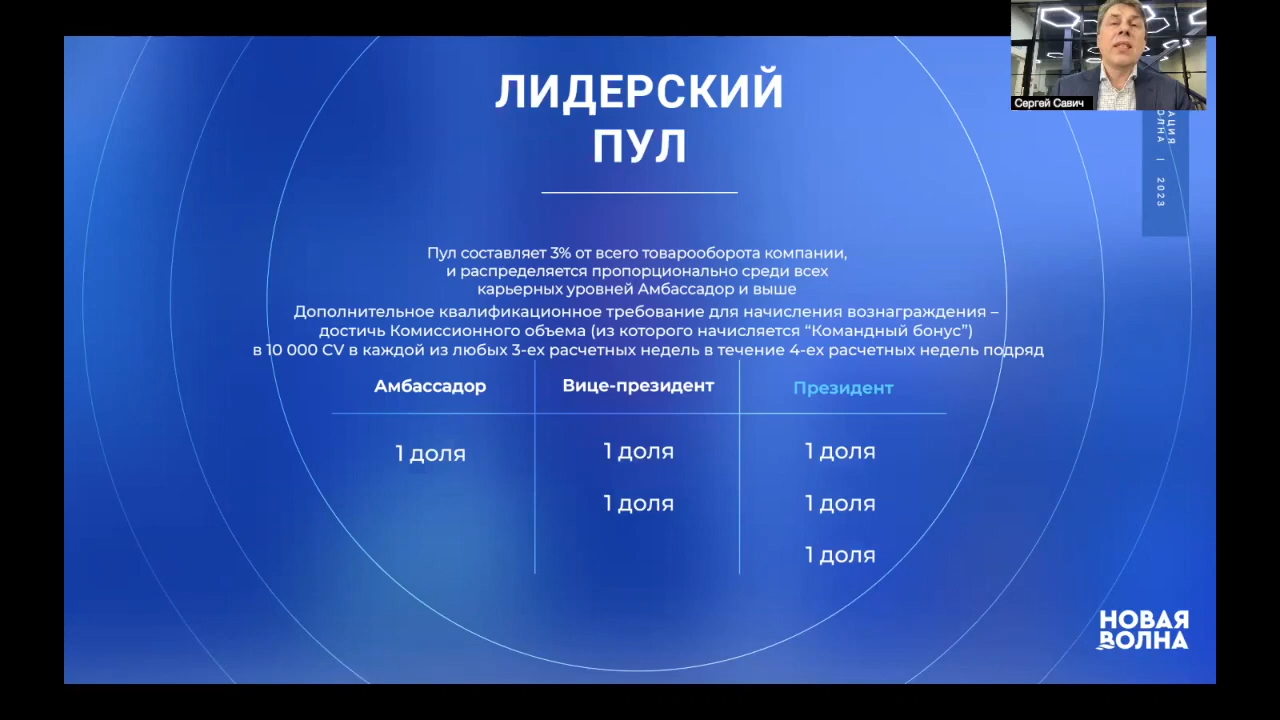 ЛИДЕРСКИЙ
ПУЛ
Сергей Савич
АЦИЯ
ОЛНА | 2023
Пул составляет 3% от всего товарооборота компании,
и распределяется пропорционально среди всех
карьерных уровней Амбассадор и выше
Дополнительное квалификационное требование для начисления вознаграждения –
достичь Комиссионного объема (из которого начисляется “Командный бонус”)
в 10 000 CV в каждой из любых 3-ех расчетных недель в течение 4-ех расчетных недель подряд
Амбассадор Вице-президент Президент
1 доля 1 доля 1 доля
1 доля 1 доля
1 доля
НОВАЯ
ВОЛНА